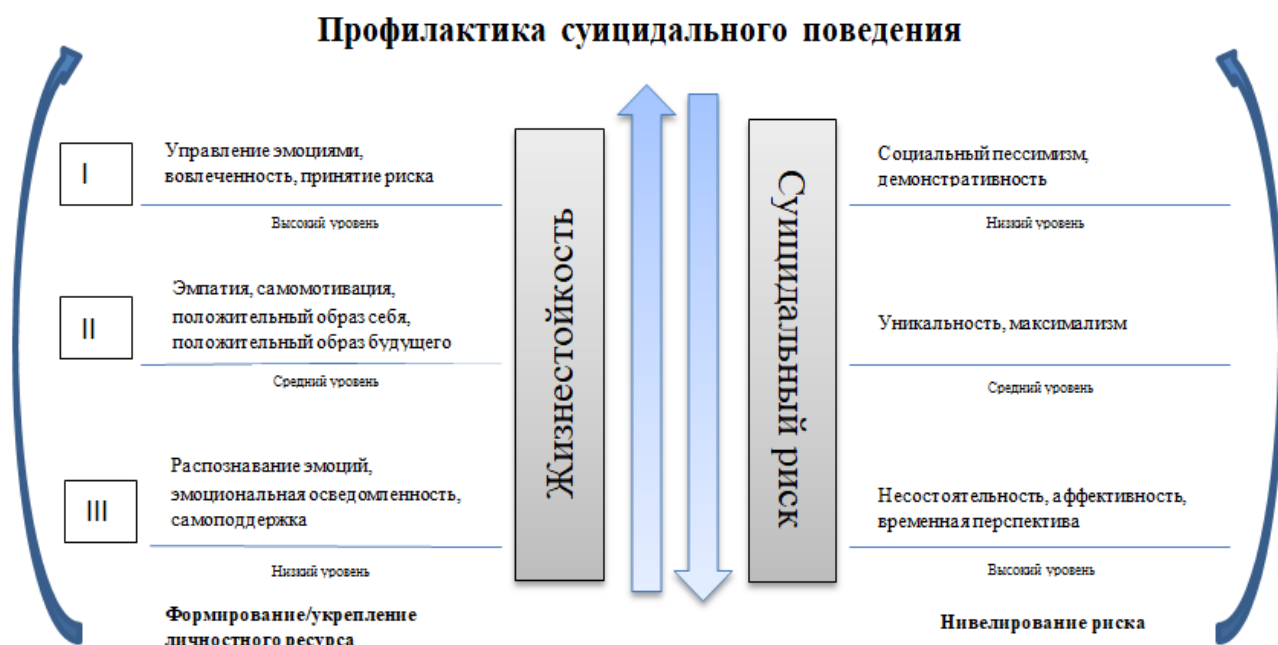 Профилактика суицидального поведения
I
Управление эмоциями,
вовлеченность, принятие риска
Высокий уровень
II
Эмпатия, самомотивация,
положительный образ себя,
положительный образ будущего
Средний уровень
III
Распознавание эмоций,
эмоциональная осведомленность,
самоподдержка
Низкий уровень
Формирование/укрепление
личностного ресурса
Жизнестойкость
Суицидальный риск
Социальный пессимизм,
демонстративность
Низкий уровень
Уникальность, максимализм
Средний уровень
Несостоятельность, аффективность,
временная перспектива
Высокий уровень
Нивелирование риска